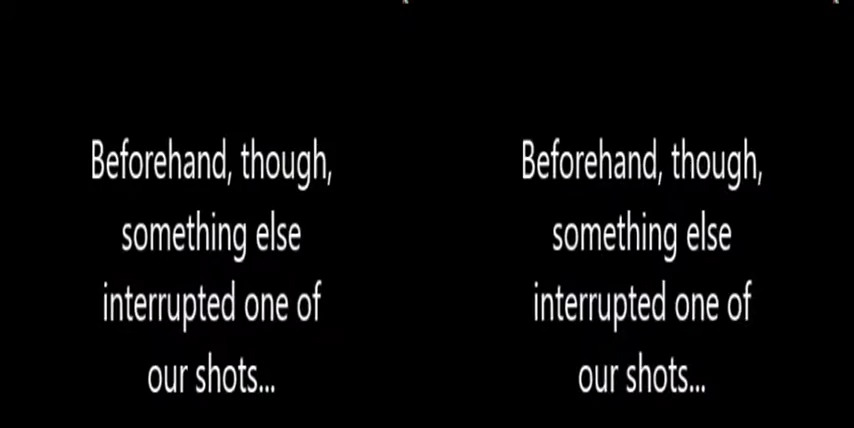 Beforehand, though,
something else
interrupted one of
our shots...
Beforehand, though,
something else
interrupted one of
our shots...